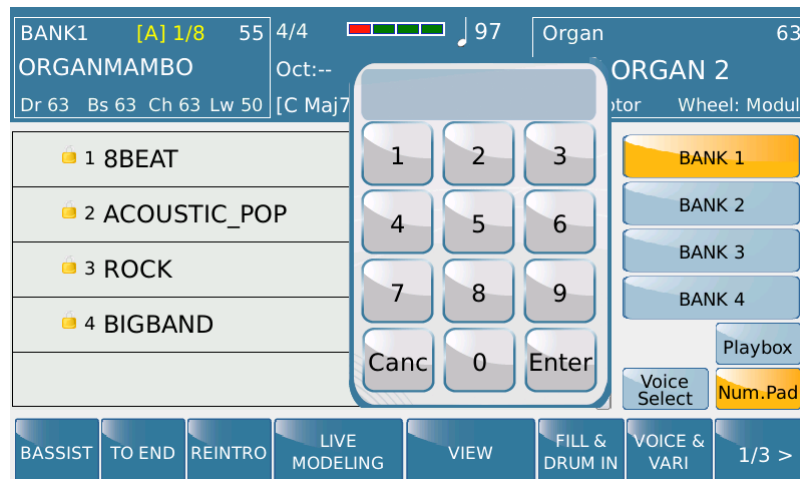 BANK1 [A] 1/8 55 4/4 97 Organ 63
ORGANMAMBO Oct:-- ORGAN 2
Dr 63 Bs 63 Ch 63 Lw 50 [C Maj7 Wheel: Modul
1 8BEAT
2 ACOUSTIC_POP
3 ROCK
4 BIGBAND
1 2 3
4 5 6
7 8 9
Canc 0 Enter
BANK 1
BANK 2
BANK 3
BANK 4
Playbox
Voice
Select
Num.Pad
BASSIST
TO END
REINTRO
LIVE
MODELING
VIEW
FILL &
DRUM IN
VOICE &
VARI
1/3 >